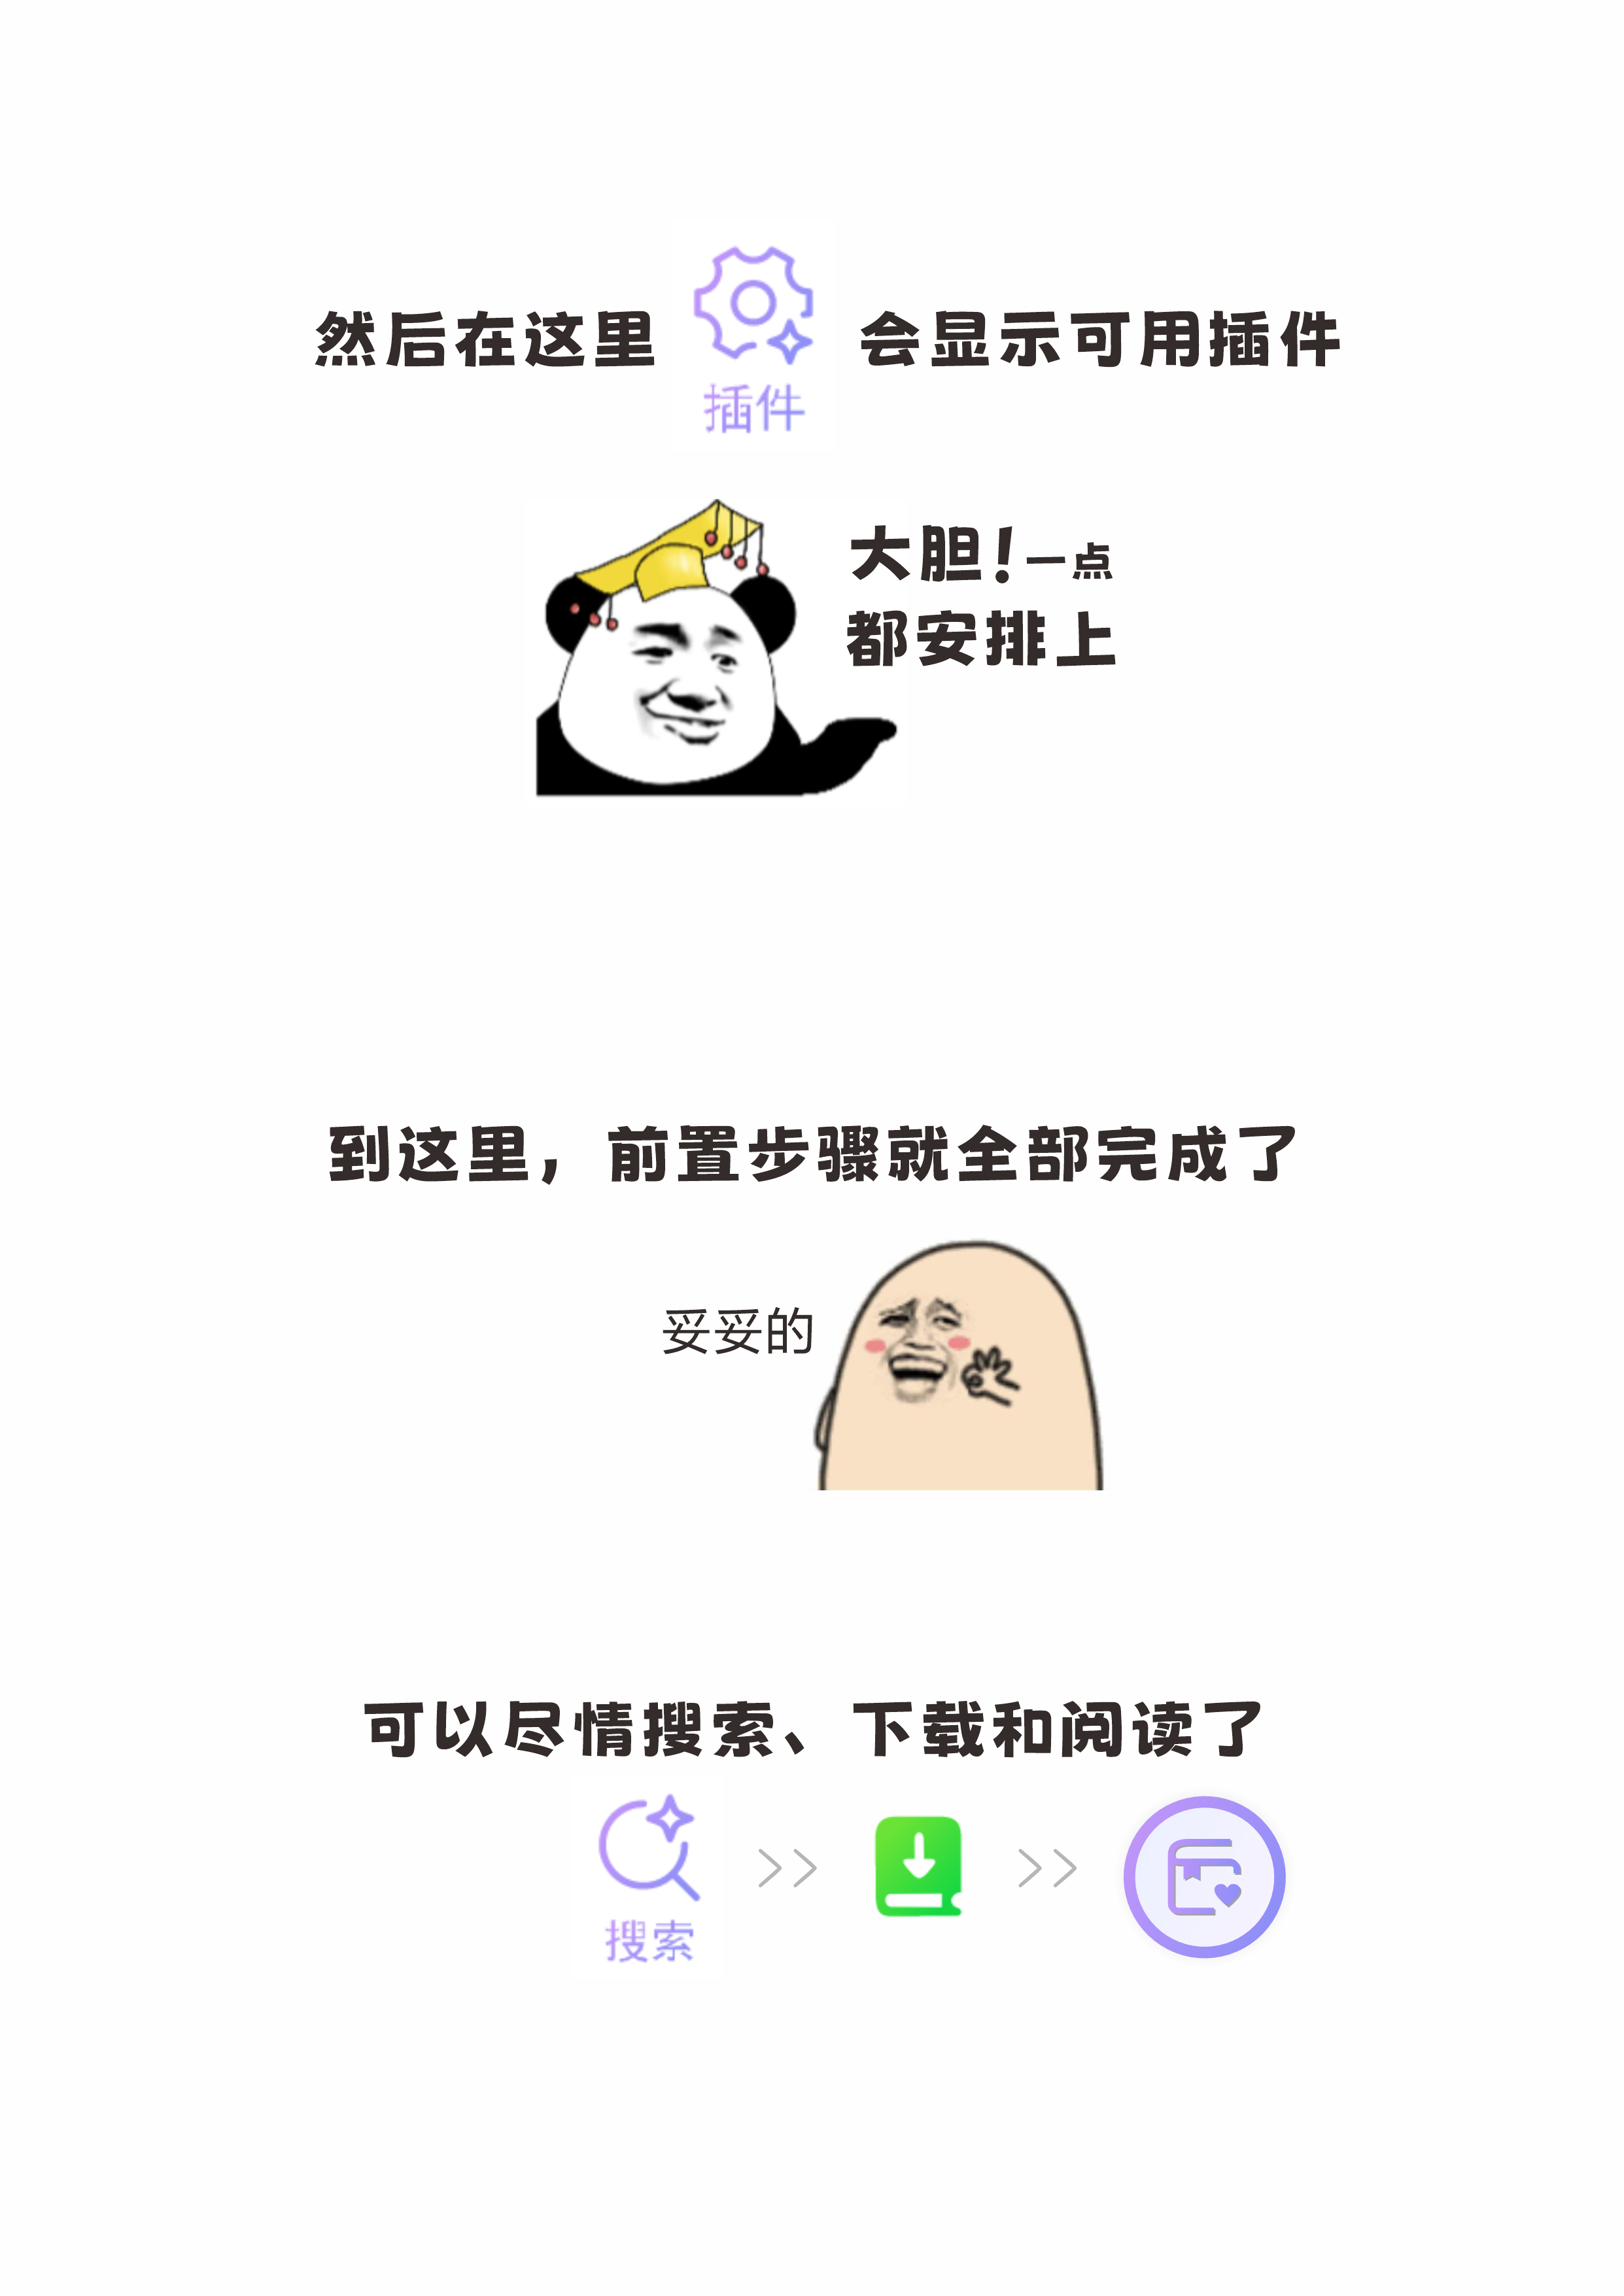 然后在这里 会显示可用插件
插件
大胆！一点
都安排上
到这里，前置步骤就全部完成了
妥妥的
可以尽情搜索、下载和阅读了
搜索